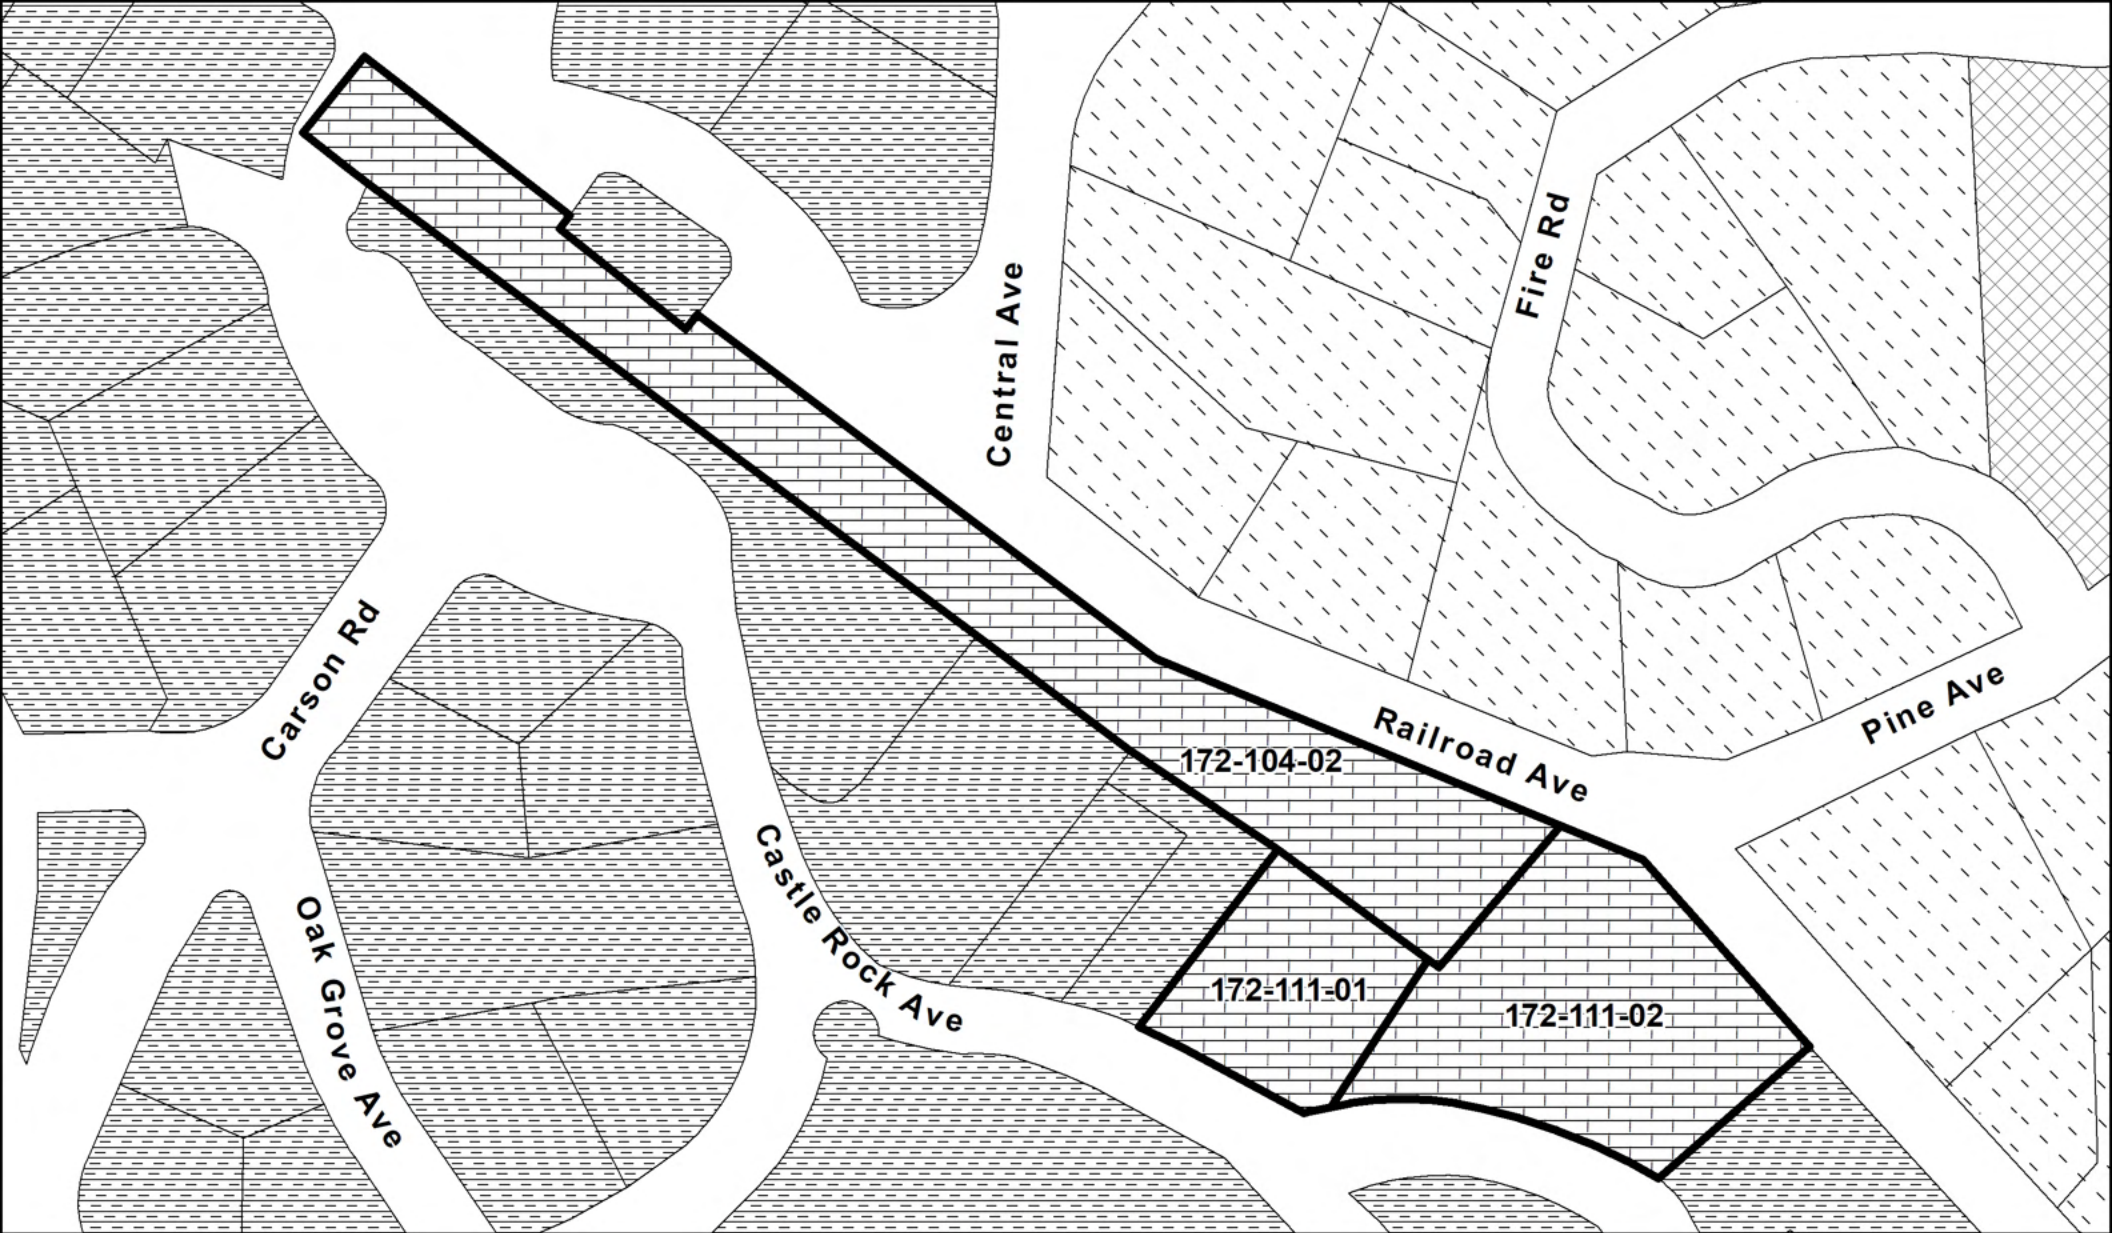 Fire Rd
Central Ave
Carson Rd
Pine Ave
Railroad Ave
172-104-02
Castle Rock Ave
Oak Grove Ave
172-111-01
172-111-02